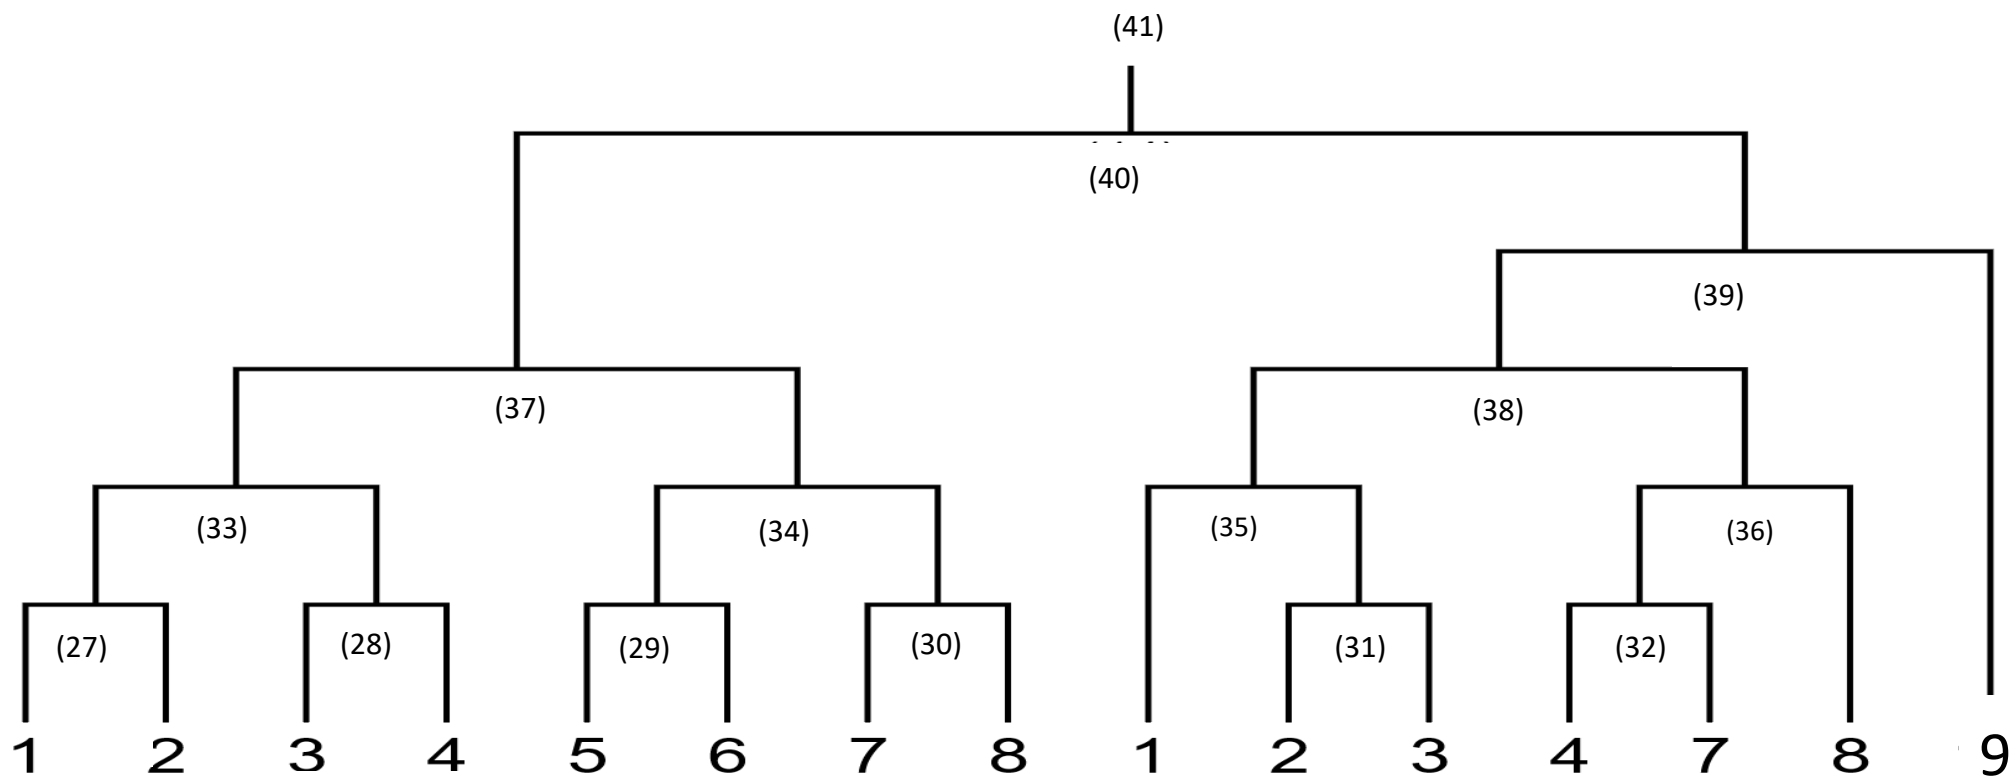 (41)
(40)
(39)
(37) (38)
(33) (34) (35) (36)
(27) (28) (29) (30) (31) (32)
1 2 3 4 5 6 7 8 1 2 3 4 7 8 9